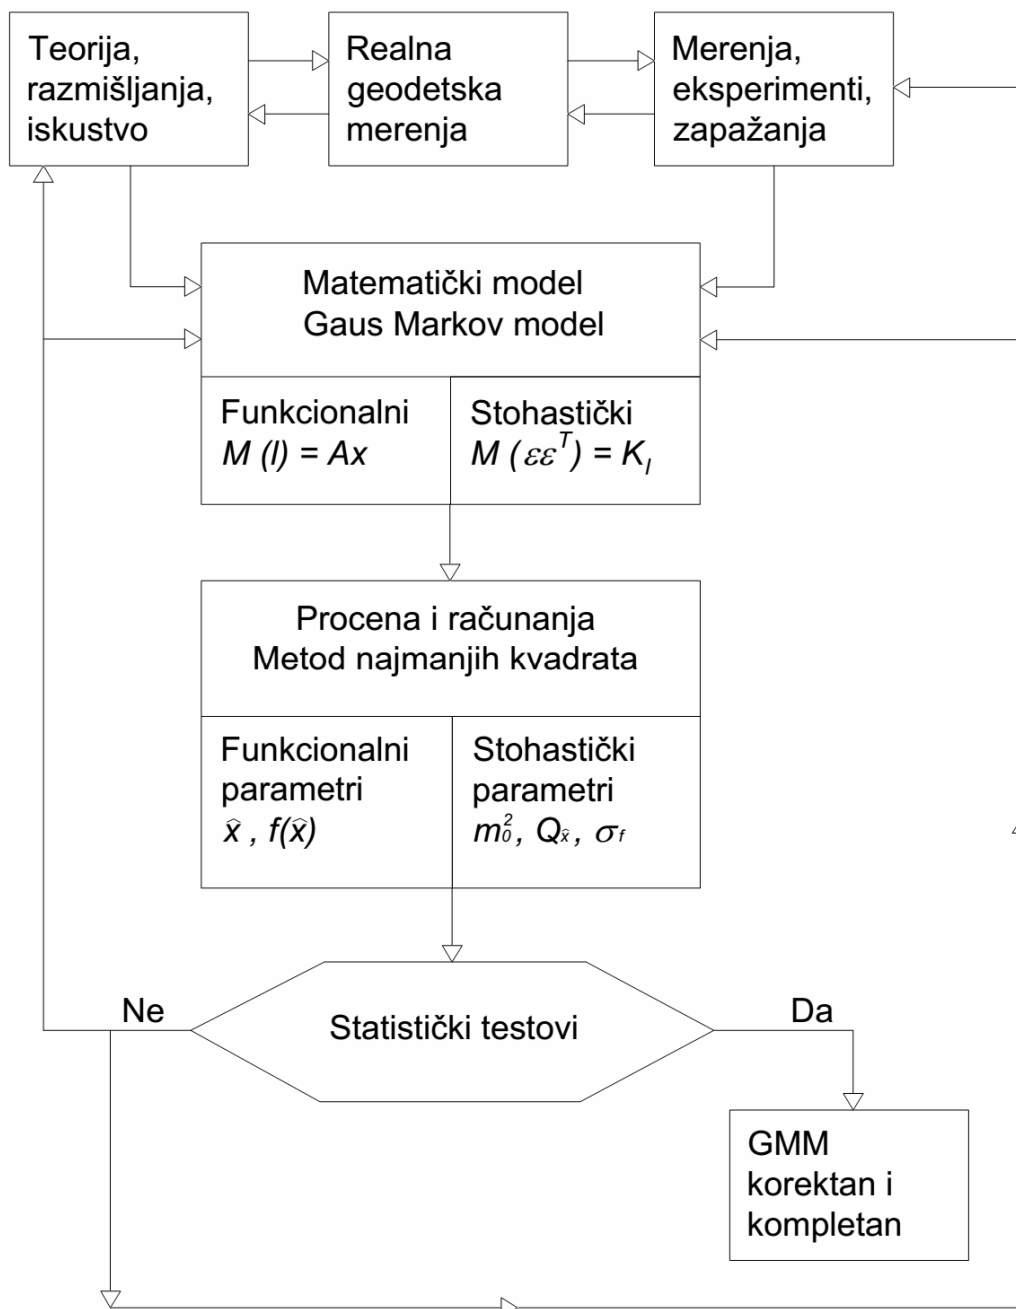 Teorija,
razmišljanja,
iskustvo
Realna
geodetska
merenja
Merenja,
eksperimenti,
zapažanja
Matematički model
Gaus Markov model
Funkcionalni
M (l) = Ax
Stohastički
M (εε^T) = K_l
Procena i računanja
Metod najmanjih kvadrata
Funkcionalni
parametri
x̂ , f(x̂)
Stohastički
parametri
m₀², Q_x̂, σ_f
Ne
Statistički testovi
Da
GMM
korektan i
kompletan